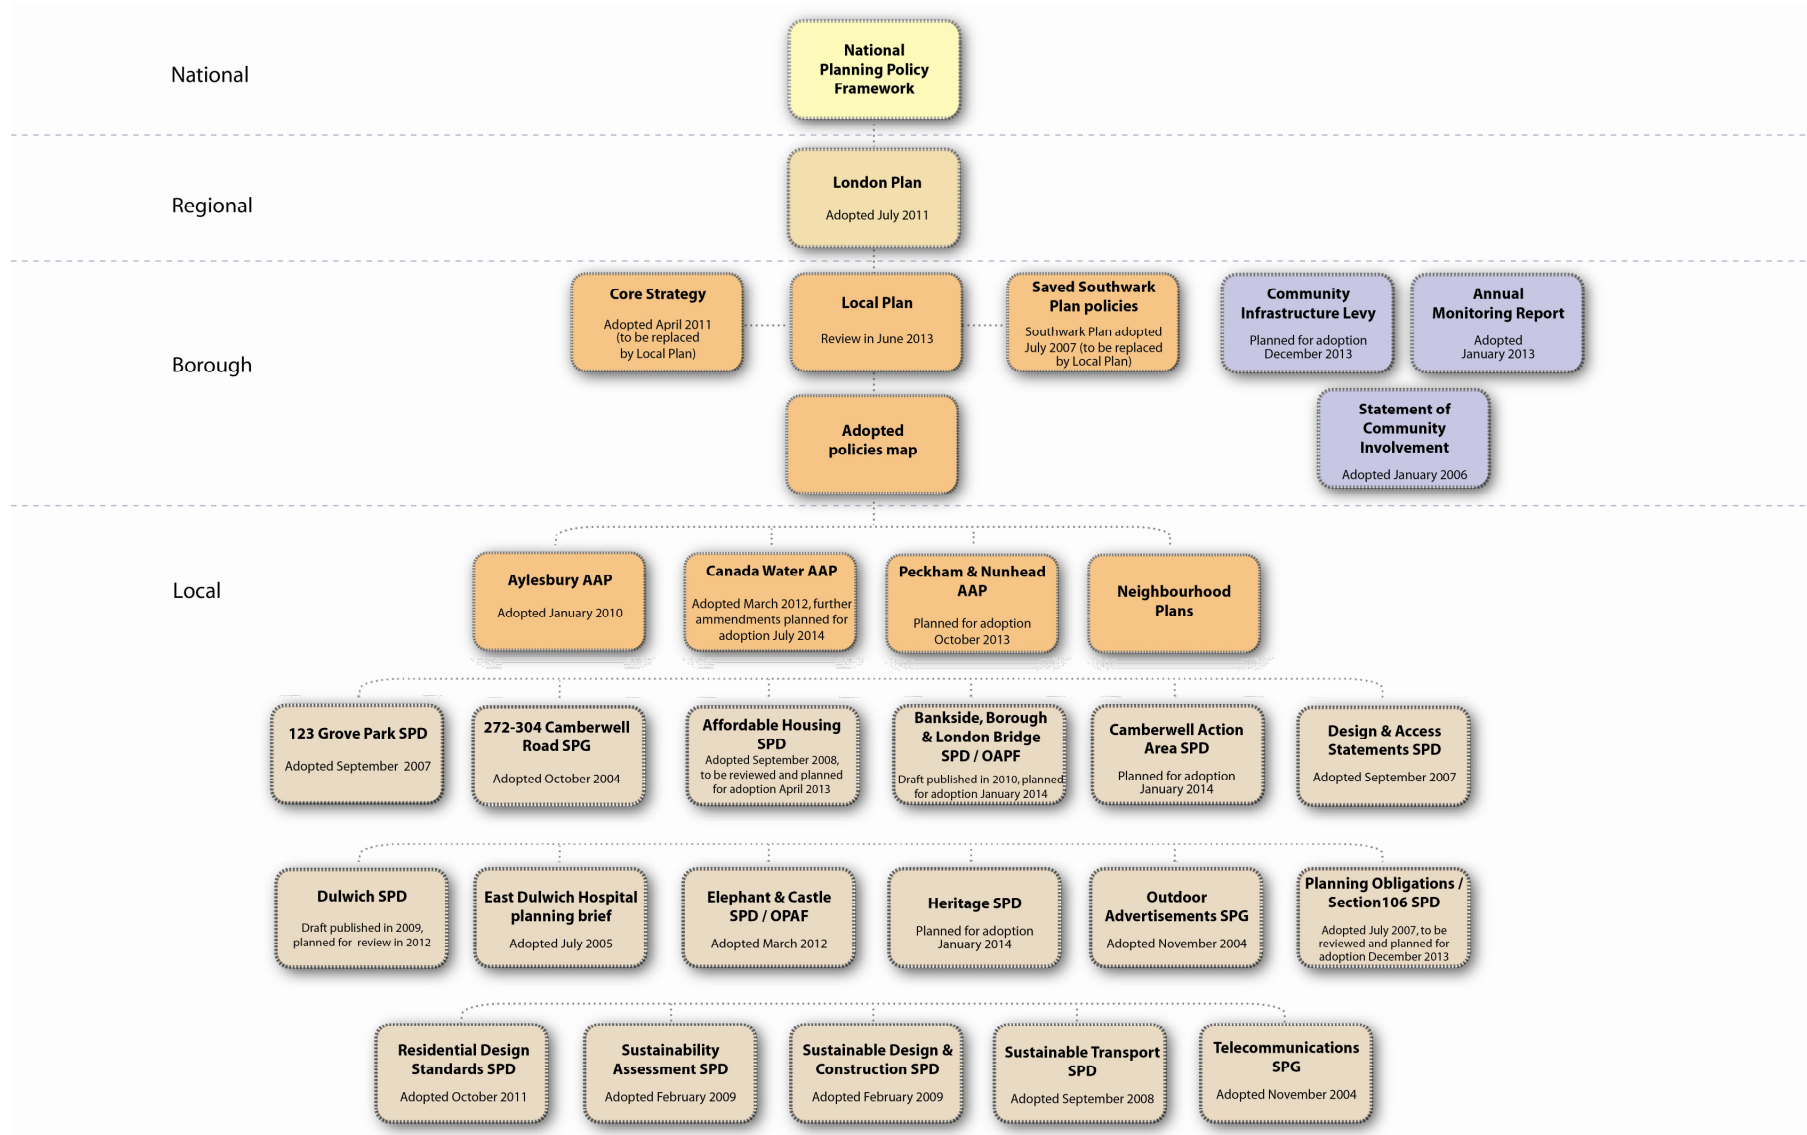 National
National
Planning Policy
Framework
Regional
London Plan
Adopted July 2011
Borough
Core Strategy
Adopted April 2011
(to be replaced
by Local Plan)
Local Plan
Review in June 2013
Saved Southwark
Plan policies
Southwark Plan adopted
July 2007 (to be replaced
by Local Plan)
Community
Infrastructure Levy
Planned for adoption
December 2013
Annual
Monitoring Report
Adopted
January 2013
Adopted
policies map
Statement of
Community
Involvement
Adopted January 2006
Local
Aylesbury AAP
Adopted January 2010
Canada Water AAP
Adopted March 2012, further
ammendments planned for
adoption July 2014
Peckham & Nunhead
AAP
Planned for adoption
October 2013
Neighbourhood
Plans
123 Grove Park SPD
Adopted September 2007
272-304 Camberwell
Road SPG
Adopted October 2004
Affordable Housing
SPD
Adopted September 2008,
to be reviewed and planned
for adoption April 2013
Bankside, Borough
& London Bridge
SPD / OAPF
Draft published in 2010, planned
for adoption January 2014
Camberwell Action
Area SPD
Planned for adoption
January 2014
Design & Access
Statements SPD
Adopted September 2007
Dulwich SPD
Draft published in 2009,
planned for review in 2012
East Dulwich Hospital
planning brief
Adopted July 2005
Elephant & Castle
SPD / OPAF
Adopted March 2012
Heritage SPD
Planned for adoption
January 2014
Outdoor
Advertisements SPG
Adopted November 2004
Planning Obligations /
Section106 SPD
Adopted July 2007, to be
reviewed and planned for
adoption December 2013
Residential Design
Standards SPD
Adopted October 2011
Sustainability
Assessment SPD
Adopted February 2009
Sustainable Design &
Construction SPD
Adopted February 2009
Sustainable Transport
SPD
Adopted September 2008
Telecommunications
SPG
Adopted November 2004